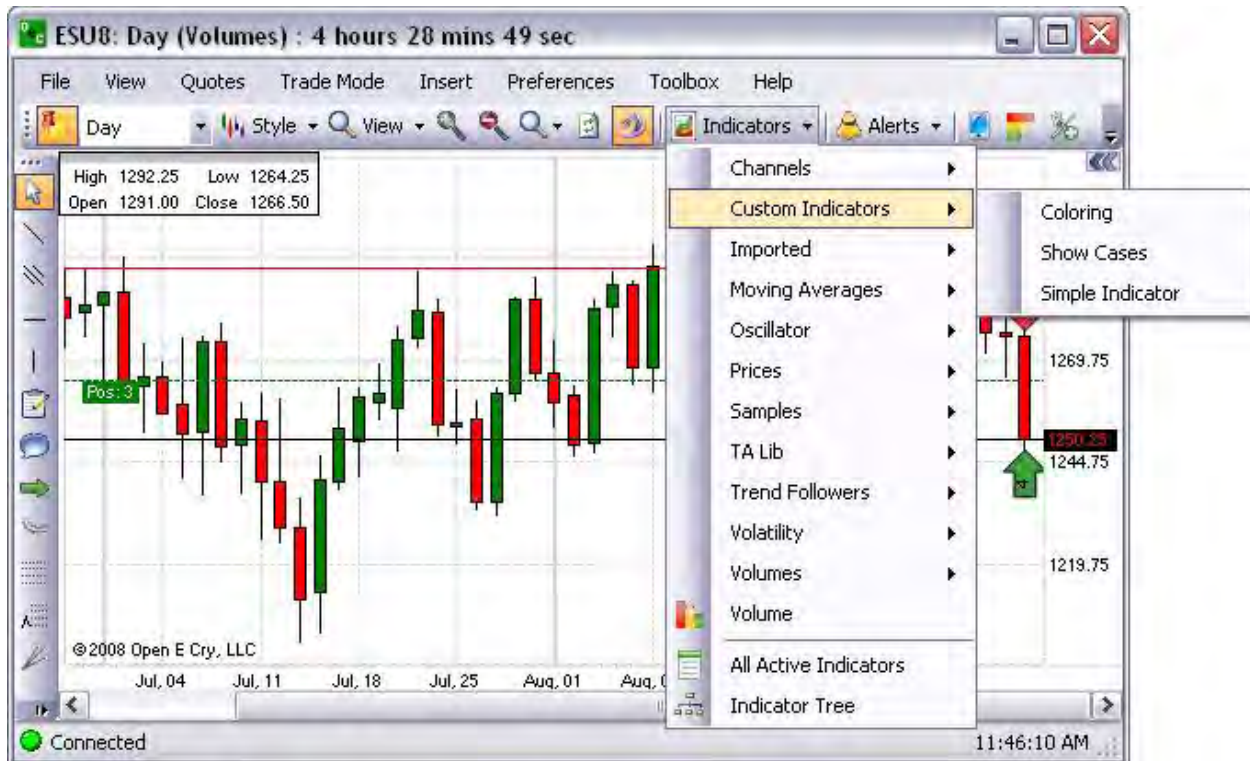 ESU8: Day (Volumes) : 4 hours 28 mins 49 sec
File View Quotes Trade Mode Insert Preferences Toolbox Help
Day Style View Indicators Alerts
High 1292.25 Low 1264.25
Open 1291.00 Close 1266.50
Channels
Custom Indicators
Imported
Moving Averages
Oscillator
Prices
Samples
TA Lib
Trend Followers
Volatility
Volumes
Volume
All Active Indicators
Indicator Tree
Coloring
Show Cases
Simple Indicator
Pos: 3
1269.75
1250.25
1244.75
1219.75
©2008 Open E Cry, LLC
Jul, 04 Jul, 11 Jul, 18 Jul, 25 Aug, 01 Aug,
Connected 11:46:10 AM